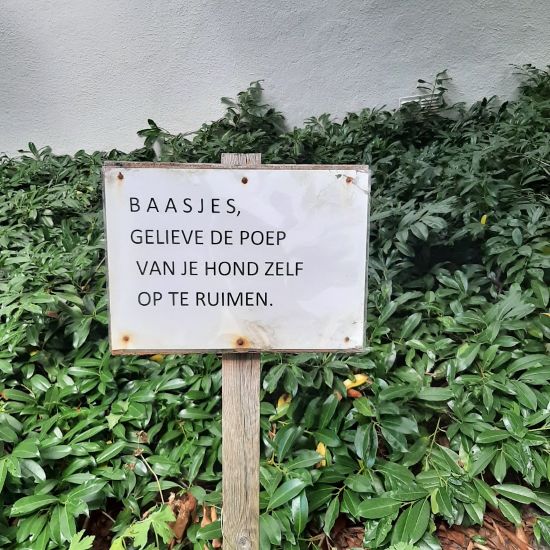 BAASJES,
GELIEVE DE POEP
VAN JE HOND ZELF
OP TE RUIMEN.